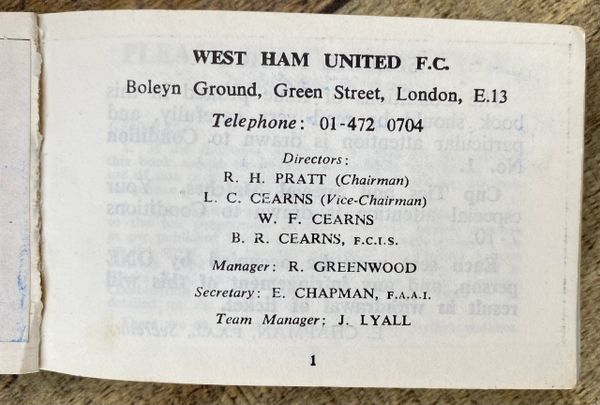 WEST HAM UNITED F.C.
Boleyn Ground, Green Street, London, E.13
Telephone: 01-472 0704
Directors:
R. H. PRATT (Chairman)
L. C. CEARNS (Vice-Chairman)
W. F. CEARNS
B. R. CEARNS, F.C.I.S.
Manager: R. GREENWOOD
Secretary: E. CHAPMAN, F.A.A.I.
Team Manager: J. LYALL
1